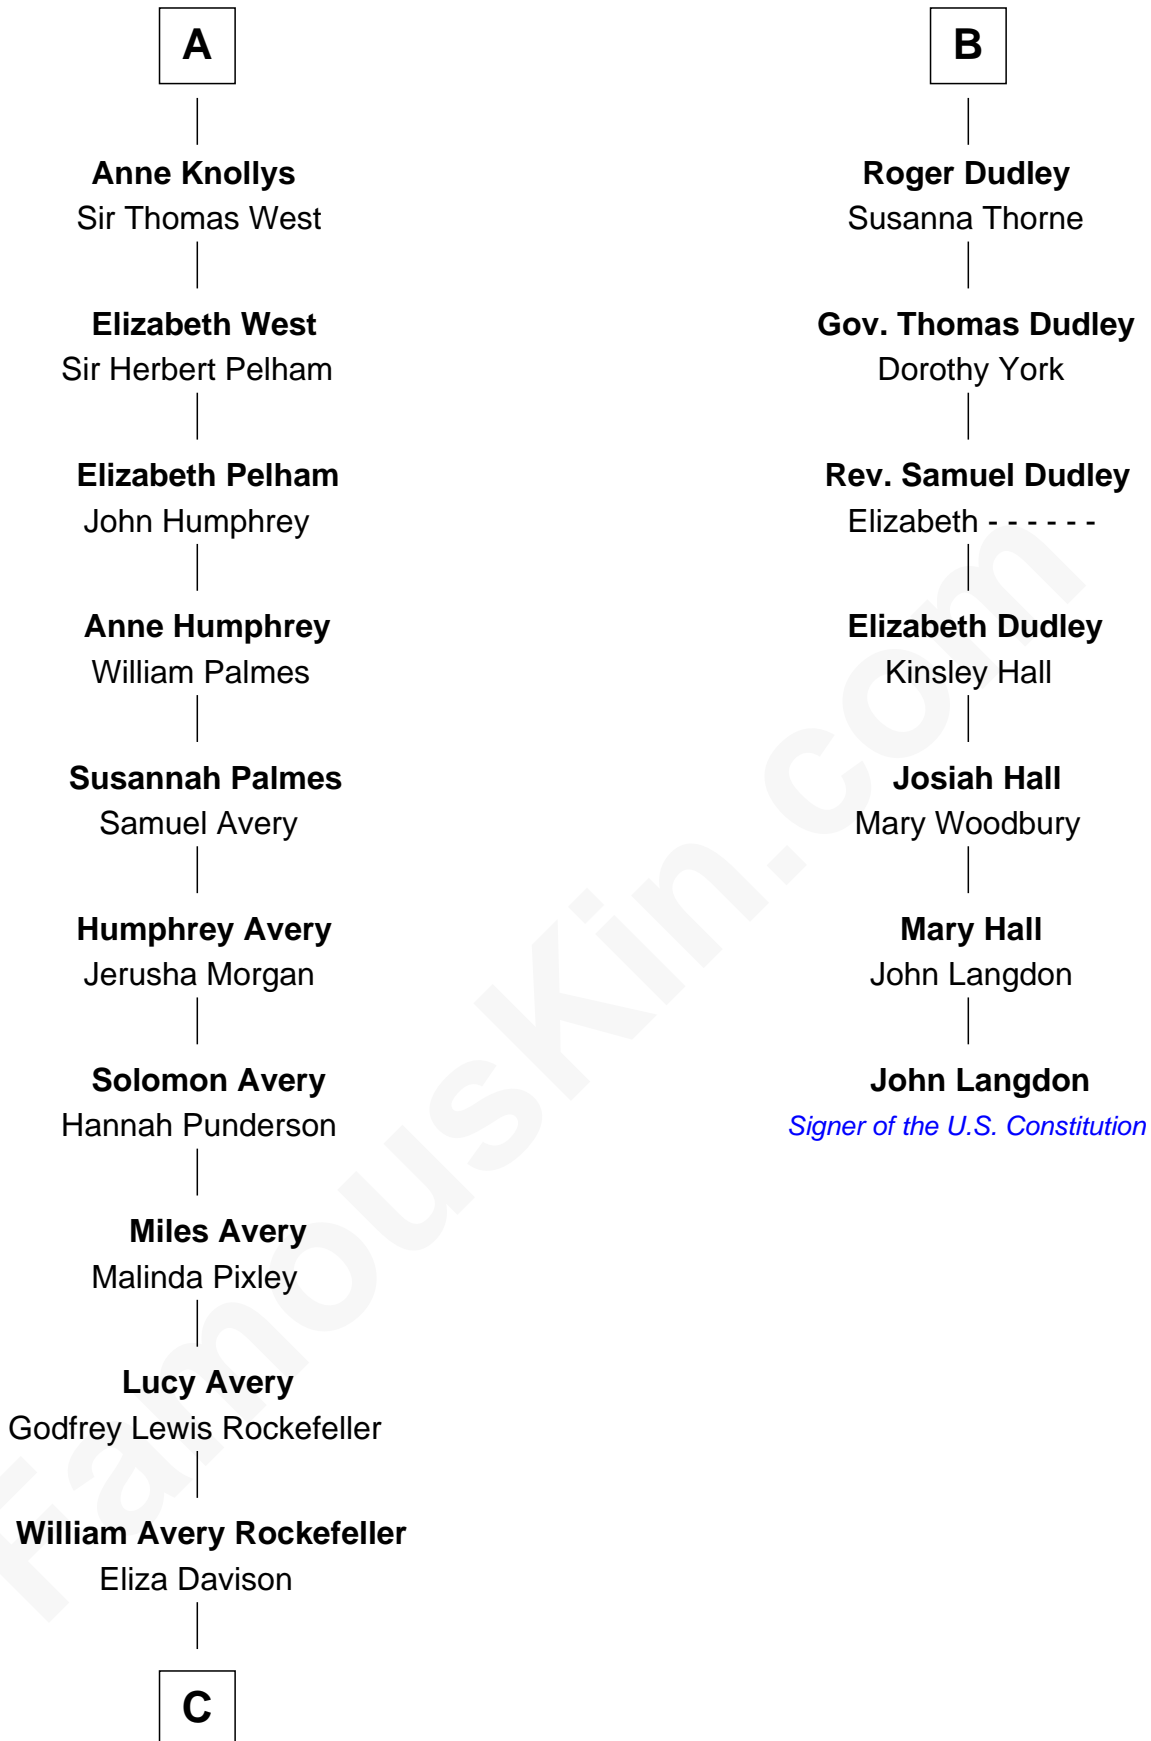 A
Anne Knollys
Sir Thomas West
Elizabeth West
Sir Herbert Pelham
Elizabeth Pelham
John Humphrey
Anne Humphrey
William Palmes
Susannah Palmes
Samuel Avery
Humphrey Avery
Jerusha Morgan
Solomon Avery
Hannah Punderson
Miles Avery
Malinda Pixley
Lucy Avery
Godfrey Lewis Rockefeller
William Avery Rockefeller
Eliza Davison
C
B
Roger Dudley
Susanna Thorne
Gov. Thomas Dudley
Dorothy York
Rev. Samuel Dudley
Elizabeth - - - - - -
Elizabeth Dudley
Kinsley Hall
Josiah Hall
Mary Woodbury
Mary Hall
John Langdon
John Langdon
Signer of the U.S. Constitution
FamousKin.com